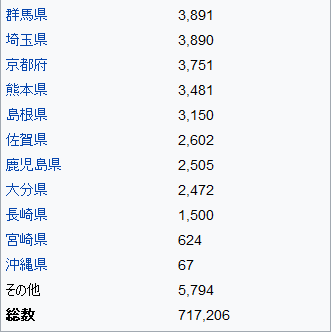 群馬県 3,891
埼玉県 3,890
京都府 3,751
熊本県 3,481
島根県 3,150
佐賀県 2,602
鹿児島県 2,505
大分県 2,472
長崎県 1,500
宮崎県 624
沖縄県 67
その他 5,794
総数 717,206